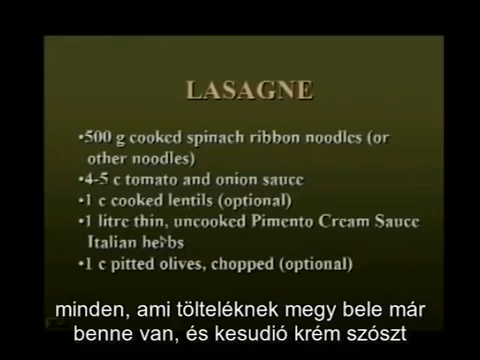 LASAGNE
•500 g cooked spinach ribbon noodles (or
other noodles)
•4-5 c tomato and onion sauce
•1 c cooked lentils (optional)
•1 litre thin, uncooked Pimento Cream Sauce
Italian herbs
•1 c pitted olives, chopped (optional)
minden, ami tölteléknek megy bele már
benne van, és kesudió krém szószt